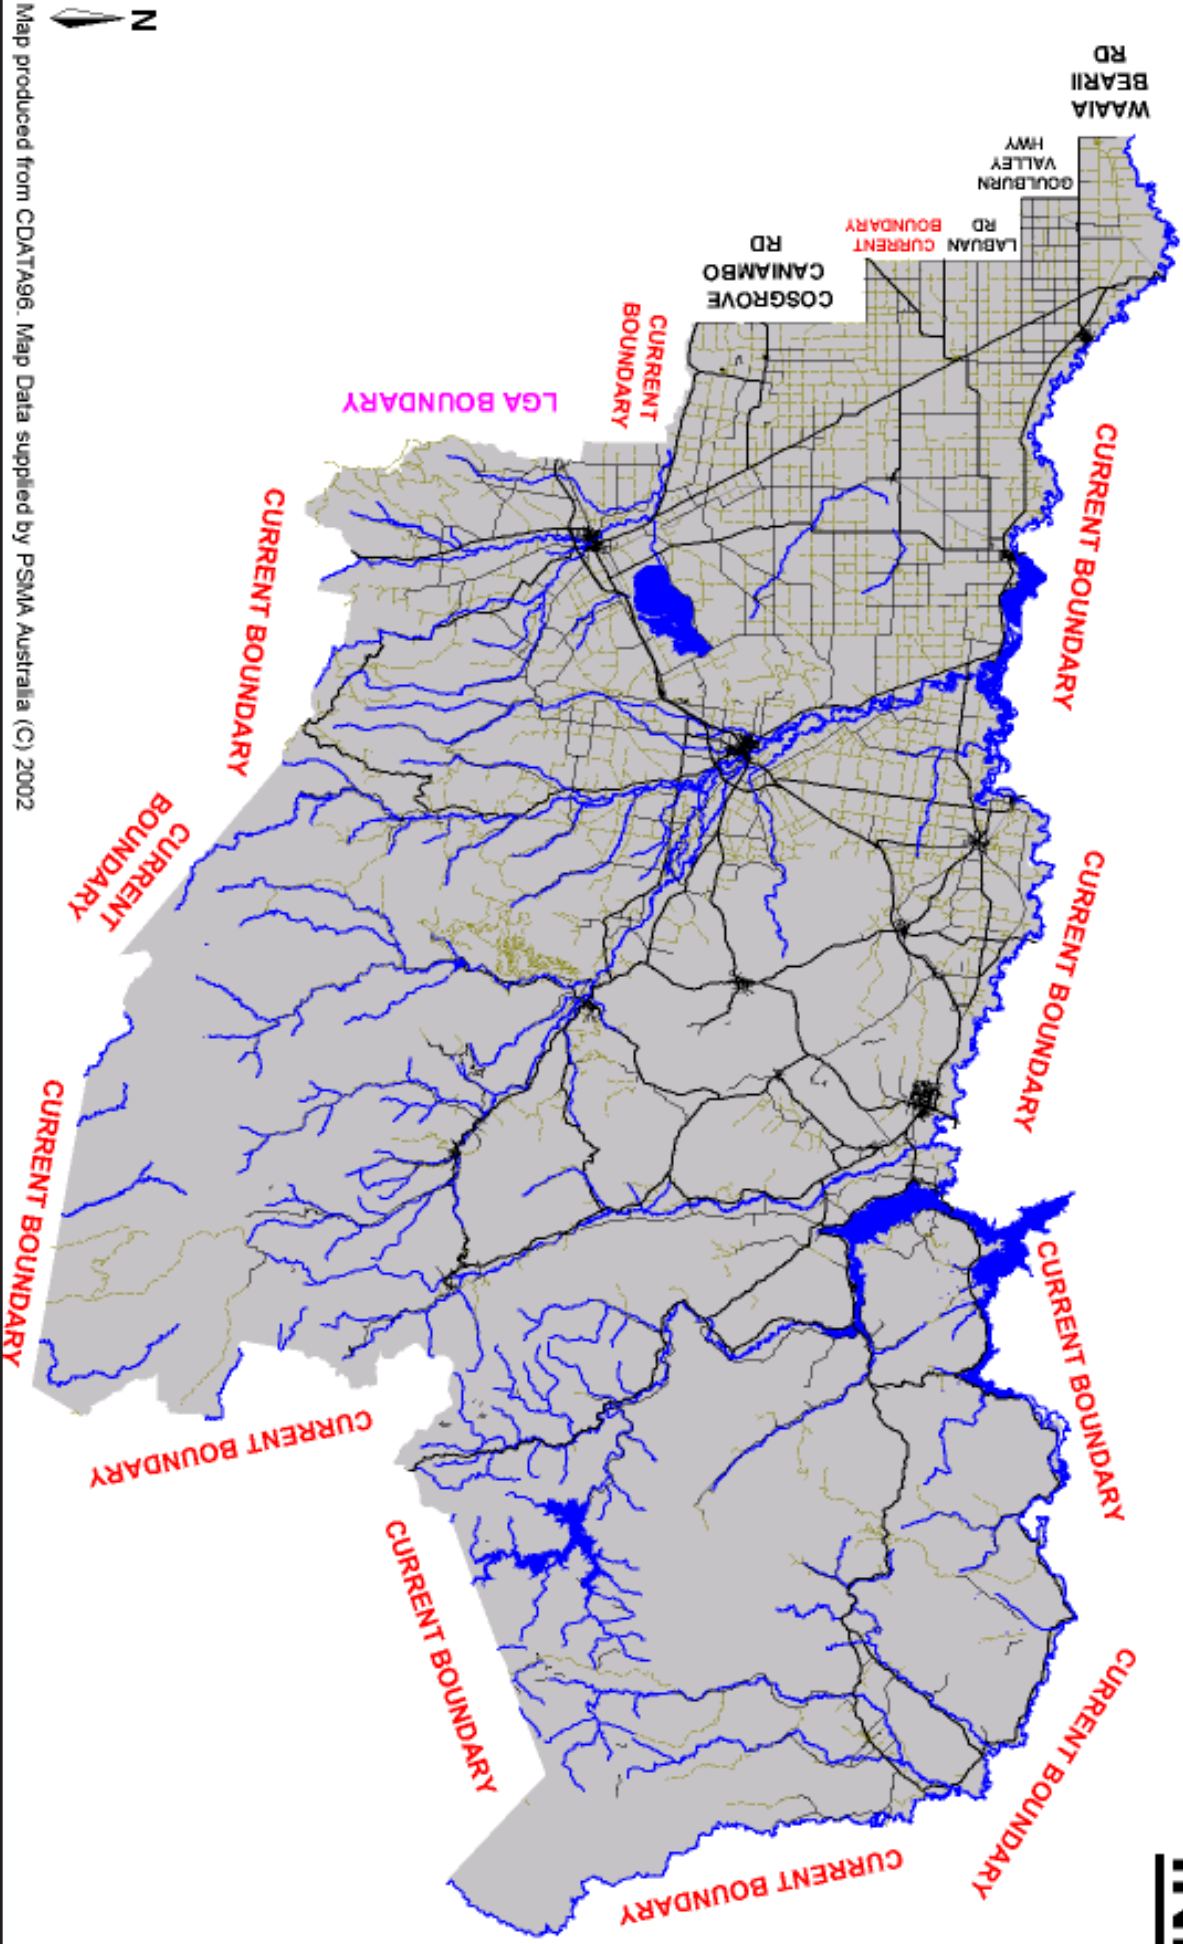 N
WAAIA
BEARII
RD
GOULBURN
VALLEY
HWY
LABUAN
RD
CURRENT
BOUNDARY
COSGROVE
CANIAMBO
RD
CURRENT
BOUNDARY
LGA BOUNDARY
CURRENT BOUNDARY
CURRENT
BOUNDARY
CURRENT BOUNDARY
CURRENT BOUNDARY
CURRENT BOUNDARY
CURRENT BOUNDARY
CURRENT BOUNDARY
CURRENT BOUNDARY
CURRENT BOUNDARY
CURRENT BOUNDARY
Map produced from CDATA96. Map Data supplied by PSMA Australia (C) 2002
CURRENT BOUNDARY